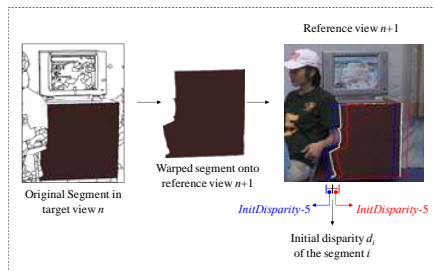 Reference view n+1
Original Segment in
target view n
Warped segment onto
reference view n+1
InitDisparity-5
InitDisparity-5
Initial disparity di
of the segment i